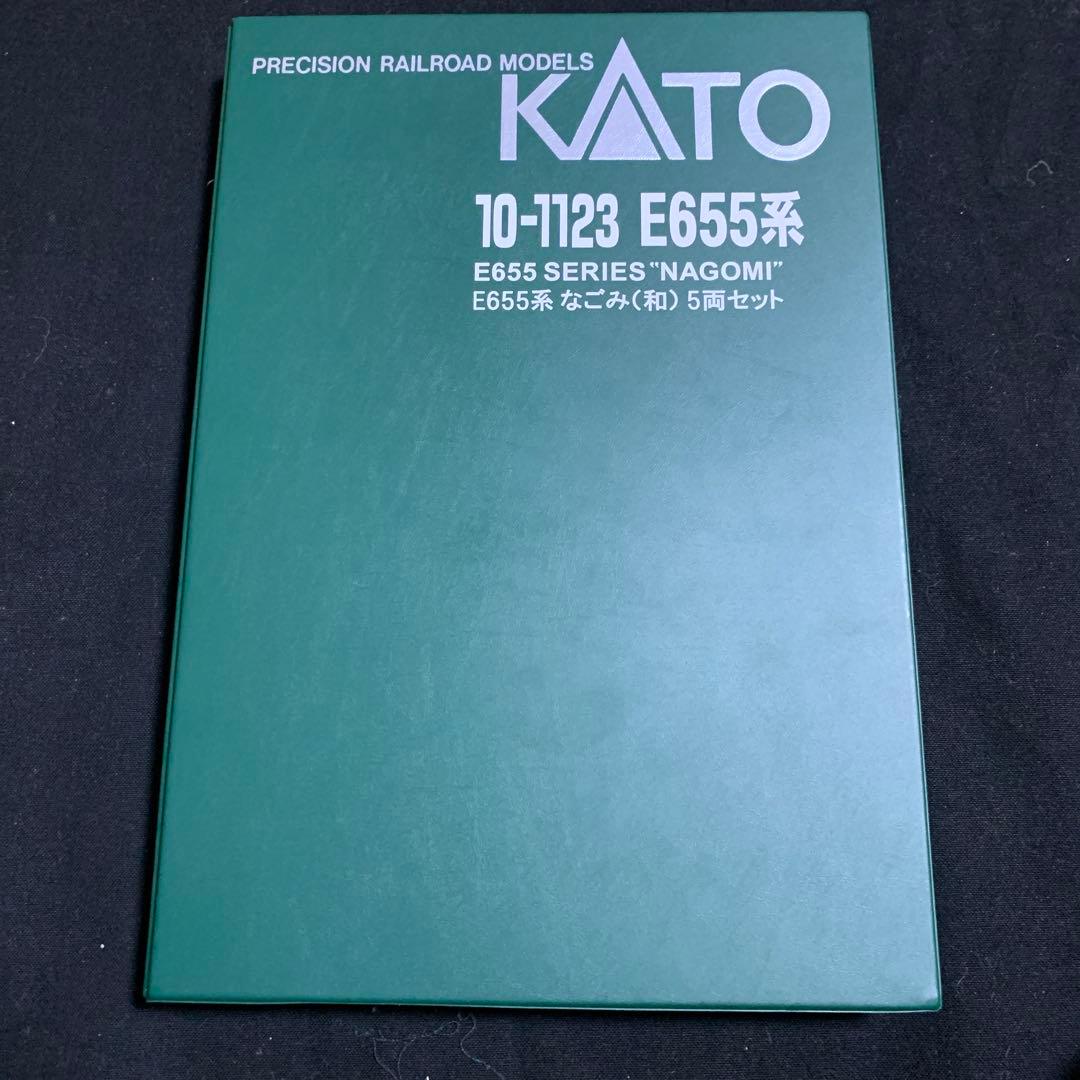 PRECISION RAILROAD MODELS
KATO
10-1123 E655系
E655 SERIES "NAGOMI"
E655系 なごみ(和) 5両セット